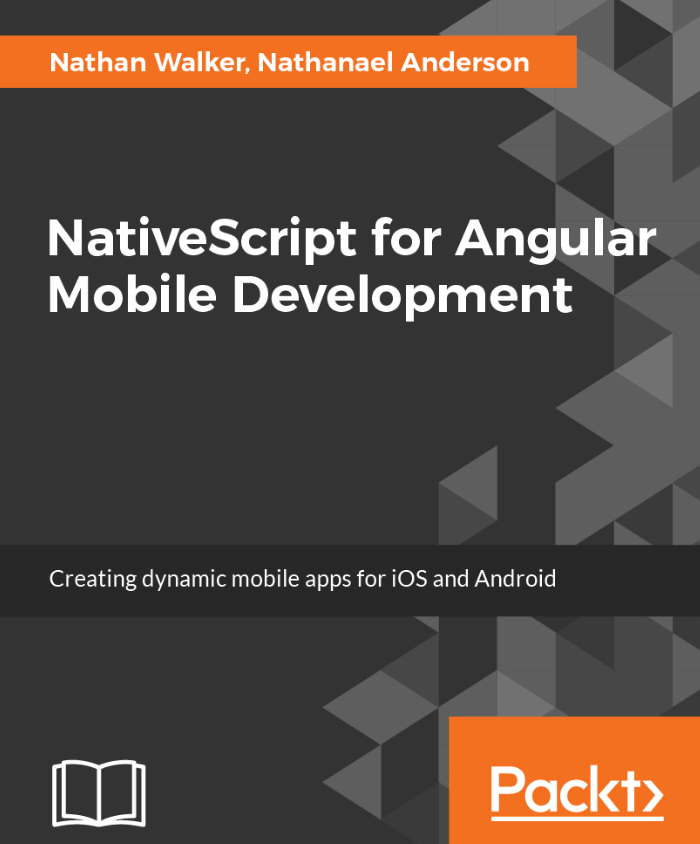 Nathan Walker, Nathanael Anderson
NativeScript for Angular
Mobile Development
Creating dynamic mobile apps for iOS and Android
Packt>